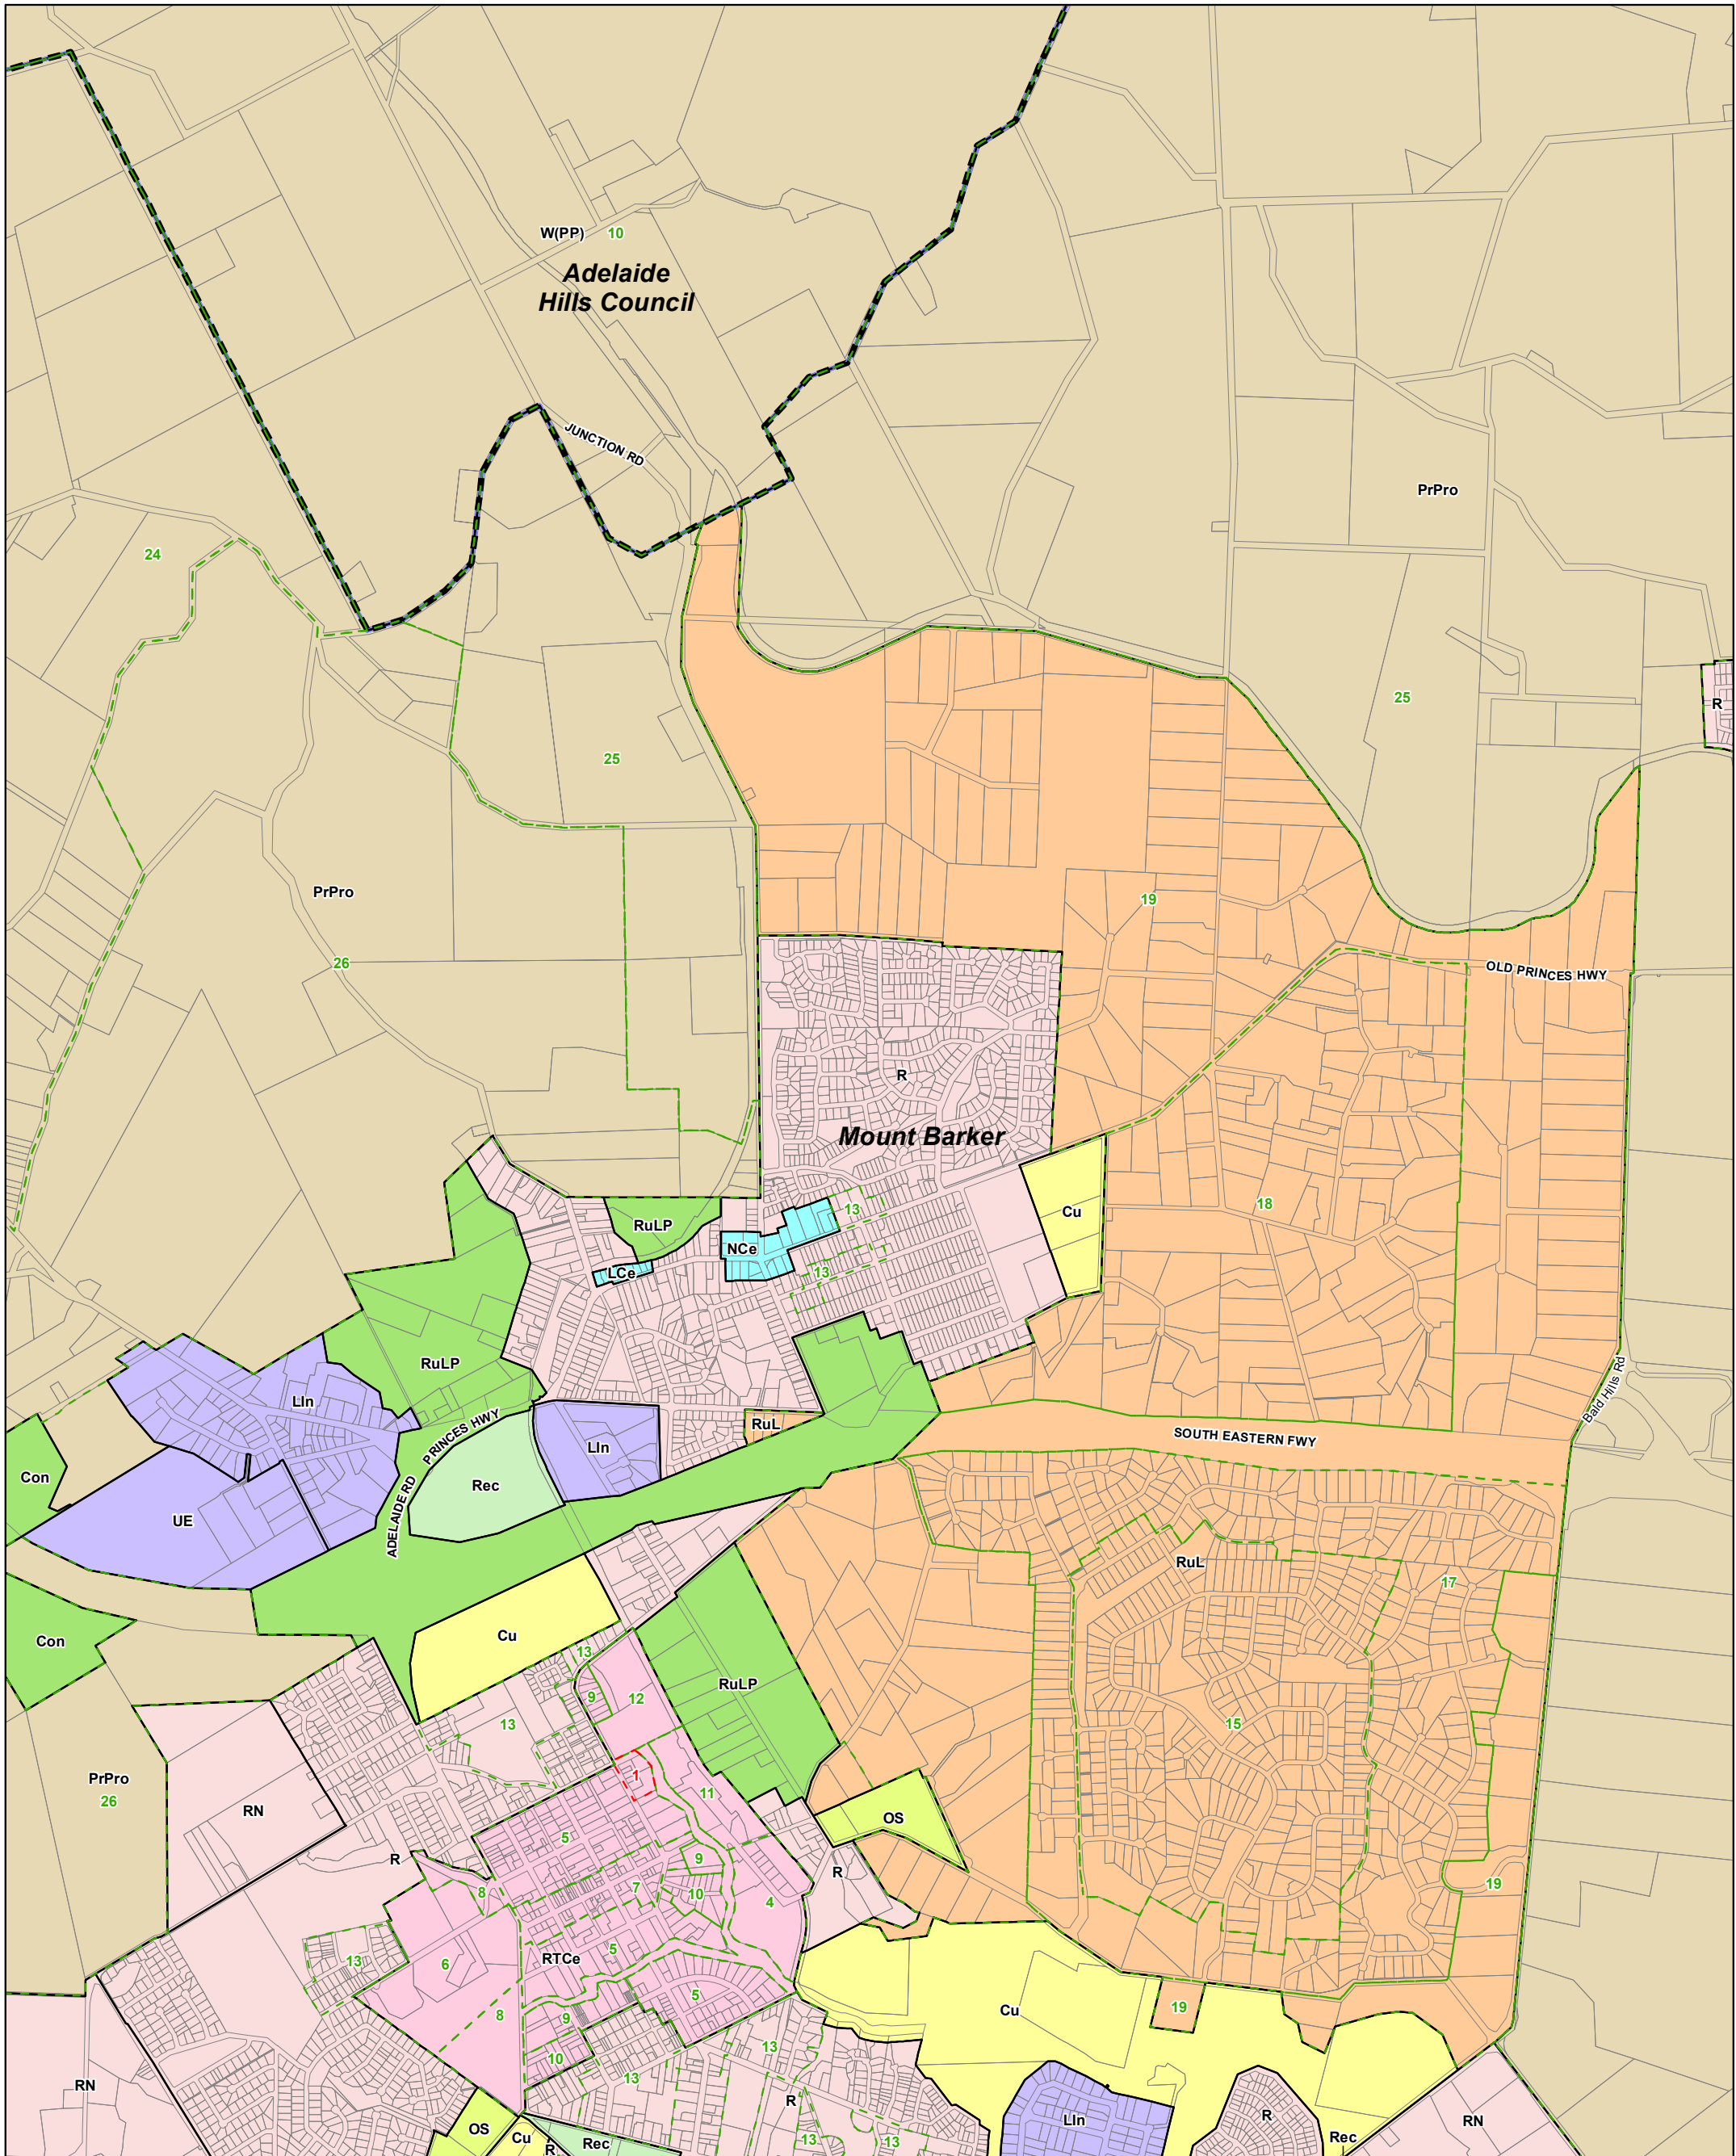 W(PP) 10
Adelaide
Hills Council
JUNCTION RD
PrPro
24
25
R
25
PrPro
19
26
OLD PRINCES HWY
R
Mount Barker
Cu
18
13
RuLP
NCe
LCe
13
RuLP
LIn
Bald Hills Rd
RuL
SOUTH EASTERN FWY
PRINCES HWY
LIn
Con
Rec
UE
ADELAIDE RD
RuL
17
Con
Cu
13
RuLP
9
12
13
15
1
PrPro
26
11
RN
OS
5
R
9
R
7
8
10
4
19
5
RTCe
13
6
5
Cu
19
8
9
13
10
13
RN
R
LIn
R
RN
OS
Cu
R
Rec
13
13
Rec